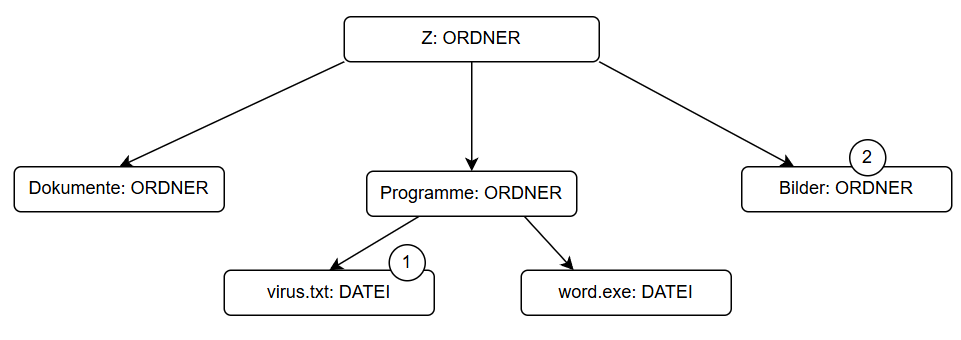 Z: ORDNER
2
Dokumente: ORDNER
Programme: ORDNER
Bilder: ORDNER
1
virus.txt: DATEI
word.exe: DATEI